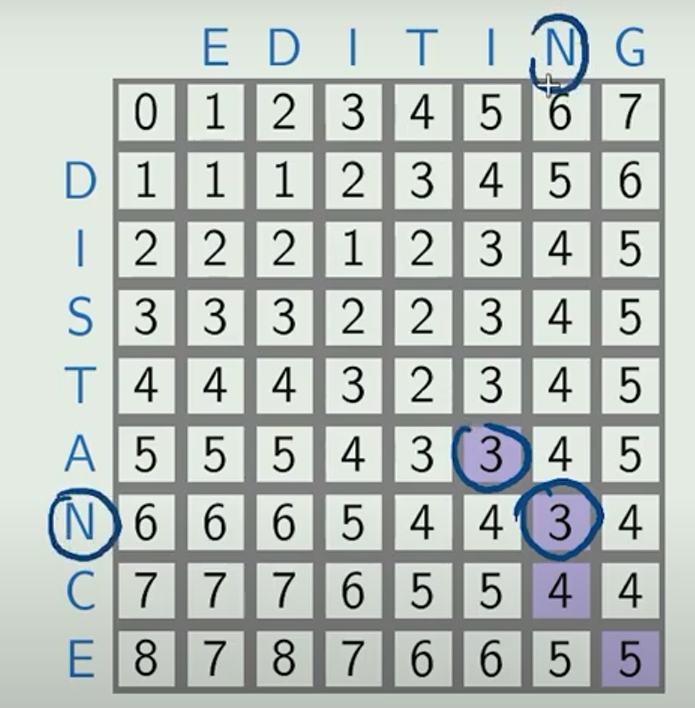 E D I T I N G
0 1 2 3 4 5 6 7
D 1 1 1 2 3 4 5 6
I 2 2 2 1 2 3 4 5
S 3 3 3 2 2 3 4 5
T 4 4 4 3 2 3 4 5
A 5 5 5 4 3 3 4 5
N 6 6 6 5 4 4 3 4
C 7 7 7 6 5 5 4 4
E 8 7 8 7 6 6 5 5